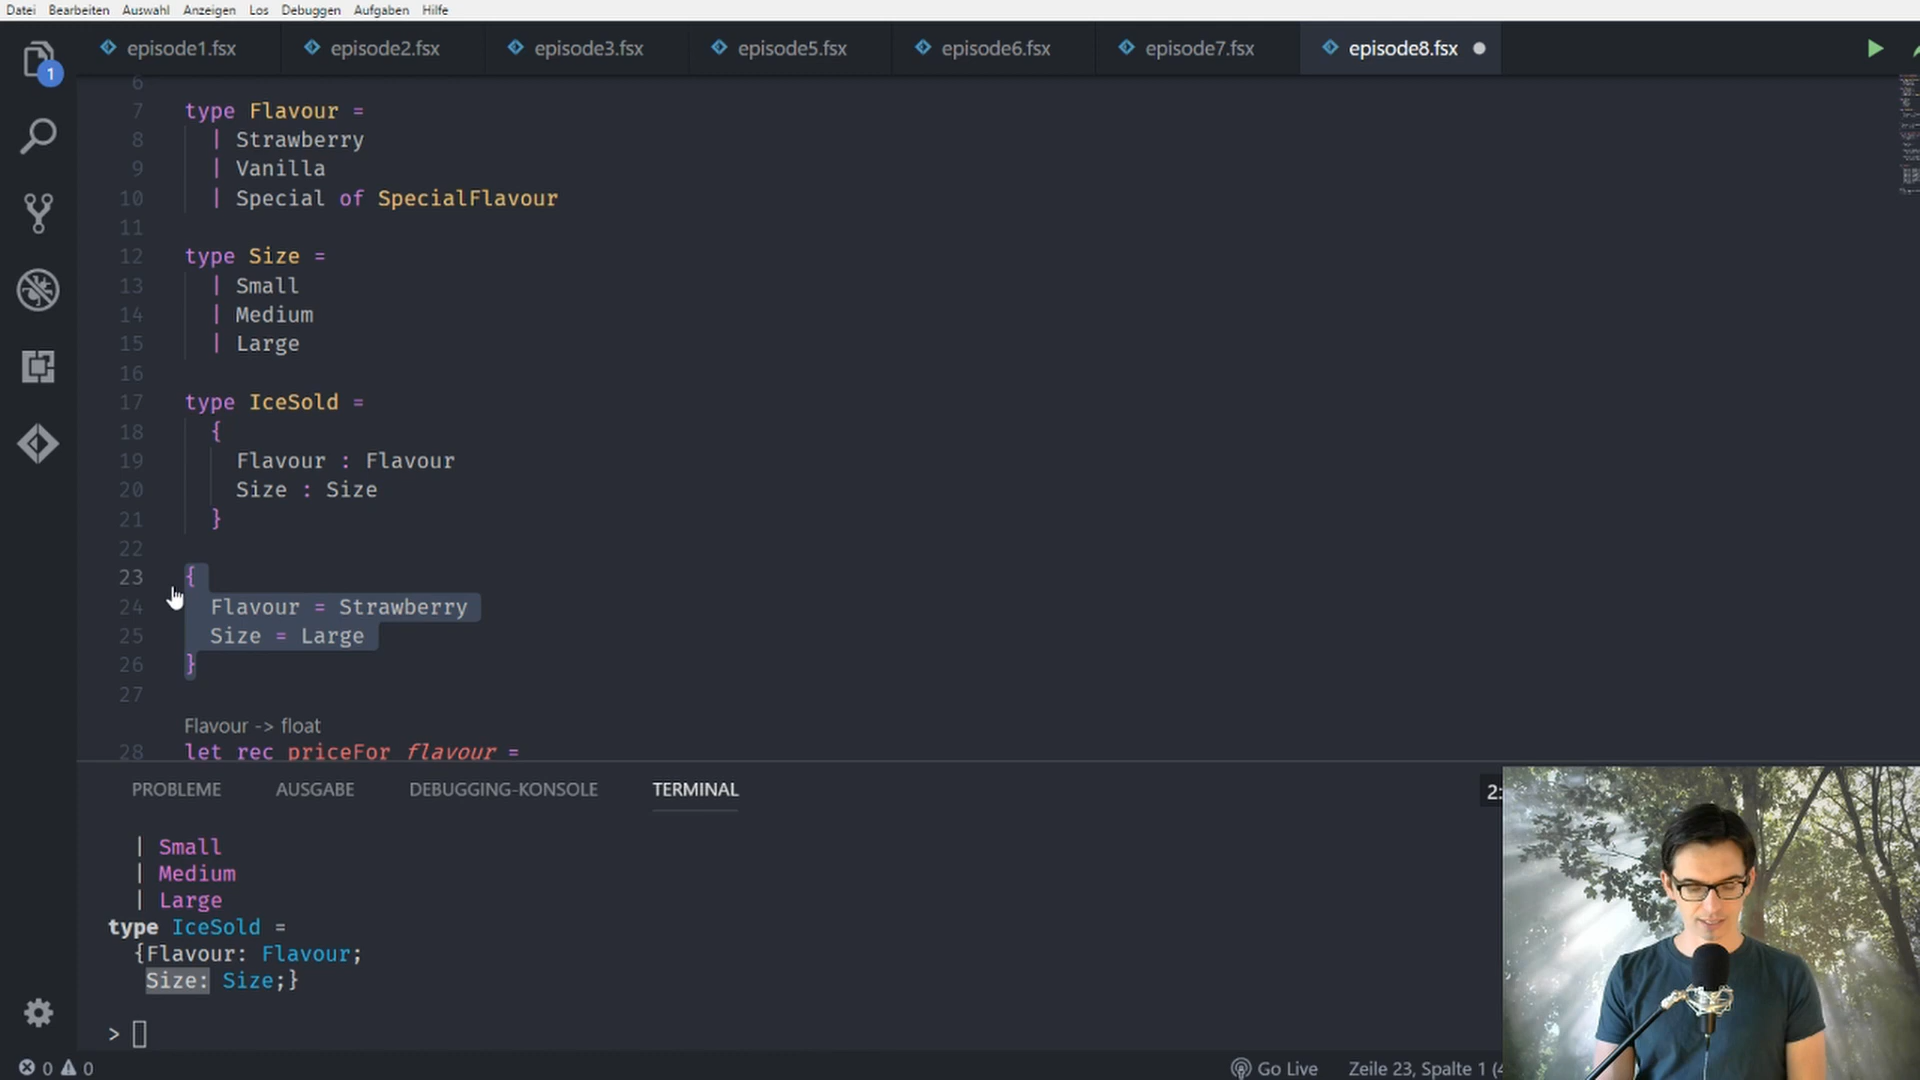 Datei Bearbeiten Auswahl Anzeigen Los Debuggen Aufgaben Hilfe
episode1.fsx episode2.fsx episode3.fsx episode5.fsx episode6.fsx episode7.fsx episode8.fsx
1
6
7 type Flavour =
8 | Strawberry
9 | Vanilla
10 | Special of SpecialFlavour
11
12 type Size =
13 | Small
14 | Medium
15 | Large
16
17 type IceSold =
18 {
19 Flavour : Flavour
20 Size : Size
21 }
22
23 {
24 Flavour = Strawberry
25 Size = Large
26 }
27
Flavour -> float
28 let rec priceFor flavour =
PROBLEME AUSGABE DEBUGGING-KONSOLE TERMINAL 2:
| Small
| Medium
| Large
type IceSold =
{Flavour: Flavour;
Size: Size;}
>
0 0 Go Live Zeile 23, Spalte 1 (4